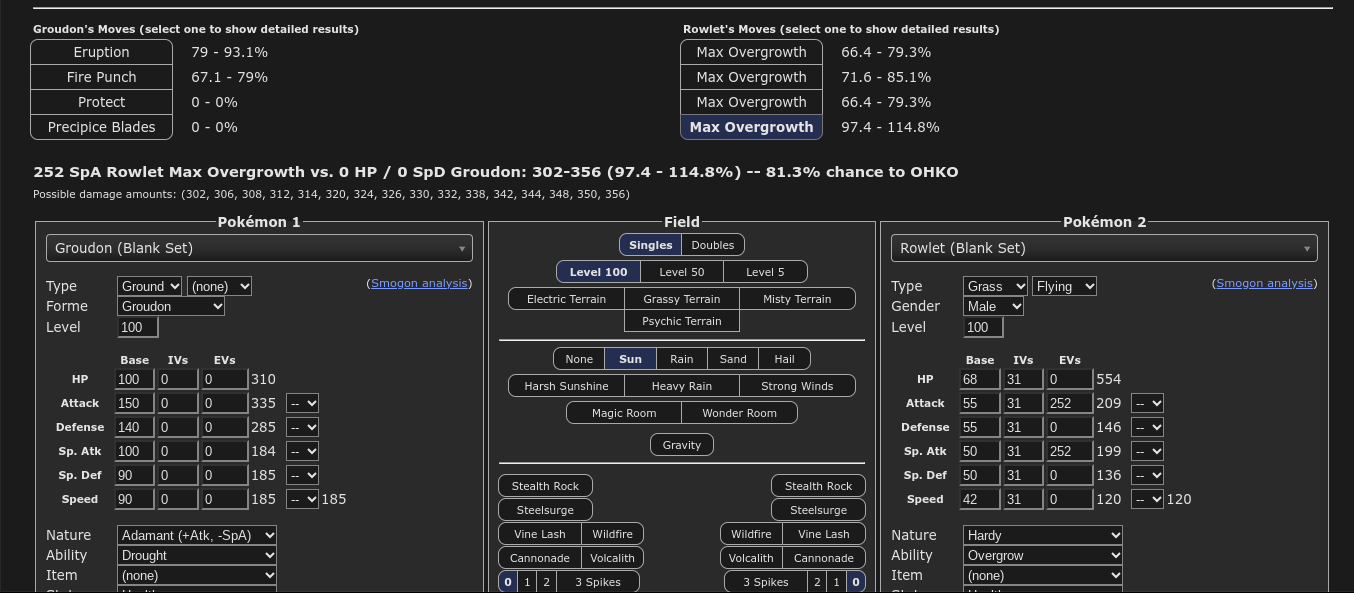 Groudon's Moves (select one to show detailed results)
Rowlet's Moves (select one to show detailed results)
Eruption 79 - 93.1%
Max Overgrowth 66.4 - 79.3%
Fire Punch 67.1 - 79%
Max Overgrowth 71.6 - 85.1%
Protect 0 - 0%
Max Overgrowth 66.4 - 79.3%
Precipice Blades 0 - 0%
Max Overgrowth 97.4 - 114.8%
252 SpA Rowlet Max Overgrowth vs. 0 HP / 0 SpD Groudon: 302-356 (97.4 - 114.8%) -- 81.3% chance to OHKO
Possible damage amounts: (302, 306, 308, 312, 314, 320, 324, 326, 330, 332, 338, 342, 344, 348, 350, 356)
Pokémon 1
Groudon (Blank Set)
Type Ground (none) (Smogon analysis)
Forme Groudon
Level 100
Base IVs EVs
HP 100 0 0 310
Attack 150 0 0 335 --
Defense 140 0 0 285 --
Sp. Atk 100 0 0 184 --
Sp. Def 90 0 0 185 --
Speed 90 0 0 185 -- 185
Nature Adamant (+Atk, -SpA)
Ability Drought
Item (none)
Field
Singles Doubles
Level 100 Level 50 Level 5
Electric Terrain Grassy Terrain Misty Terrain
Psychic Terrain
None Sun Rain Sand Hail
Harsh Sunshine Heavy Rain Strong Winds
Magic Room Wonder Room
Gravity
Stealth Rock Stealth Rock
Steelsurge Steelsurge
Vine Lash Wildfire Wildfire Vine Lash
Cannonade Volcalith Volcalith Cannonade
0 1 2 3 Spikes 3 Spikes 2 1 0
Pokémon 2
Rowlet (Blank Set)
Type Grass Flying (Smogon analysis)
Gender Male
Level 100
Base IVs EVs
HP 68 31 0 554
Attack 55 31 252 209 --
Defense 55 31 0 146 --
Sp. Atk 50 31 252 199 --
Sp. Def 50 31 0 136 --
Speed 42 31 0 120 -- 120
Nature Hardy
Ability Overgrow
Item (none)